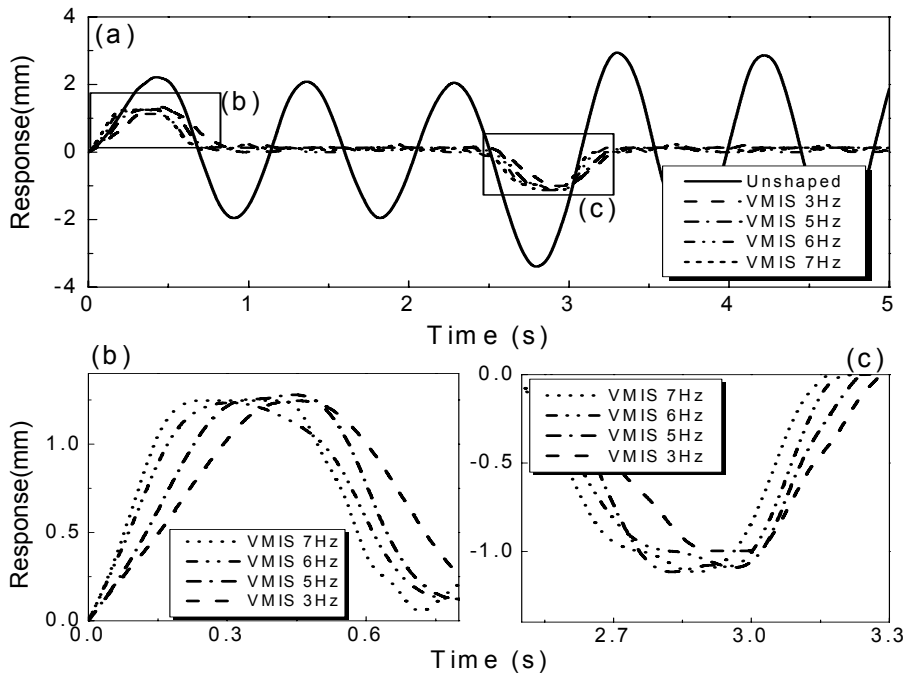 (a)
(b)
(c)
Response(mm)
4
2
0
-2
-4
Unshaped
VMIS 3Hz
VMIS 5Hz
VMIS 6Hz
VMIS 7Hz
0 1 2 3 4 5
Time (s)
(b)
Response(mm)
1.0
0.5
0.0
VMIS 7Hz
VMIS 6Hz
VMIS 5Hz
VMIS 3Hz
0.0 0.3 0.6
(c)
0.0
-0.5
-1.0
VMIS 7Hz
VMIS 6Hz
VMIS 5Hz
VMIS 3Hz
2.7 3.0 3.3
Time (s)